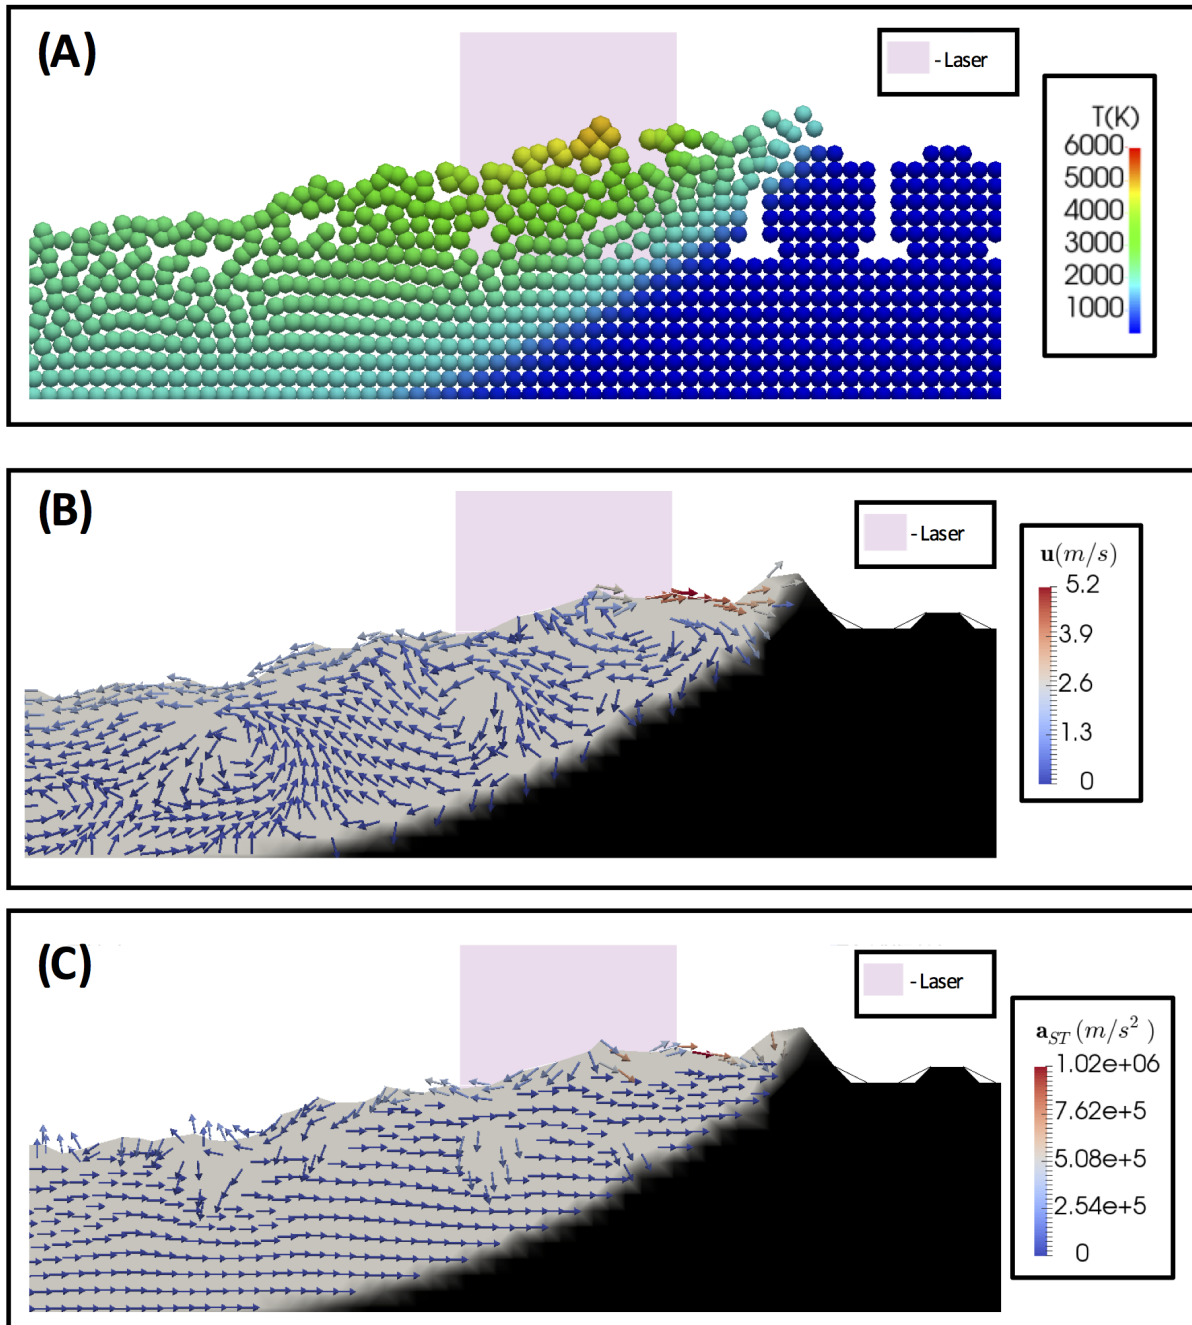 (A)
- Laser
T(K)
6000
5000
4000
3000
2000
1000
(B)
- Laser
u(m/s)
5.2
3.9
2.6
1.3
0
(C)
- Laser
a_ST (m/s²)
1.02e+06
7.62e+5
5.08e+5
2.54e+5
0